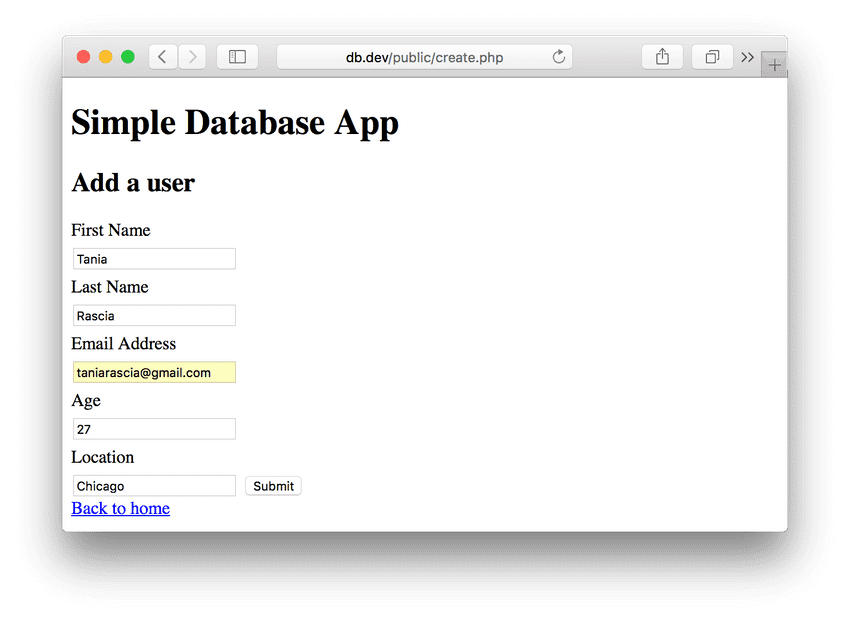 db.dev/public/create.php
Simple Database App
Add a user
First Name
Tania
Last Name
Rascia
Email Address
taniarascia@gmail.com
Age
27
Location
Chicago Submit
Back to home